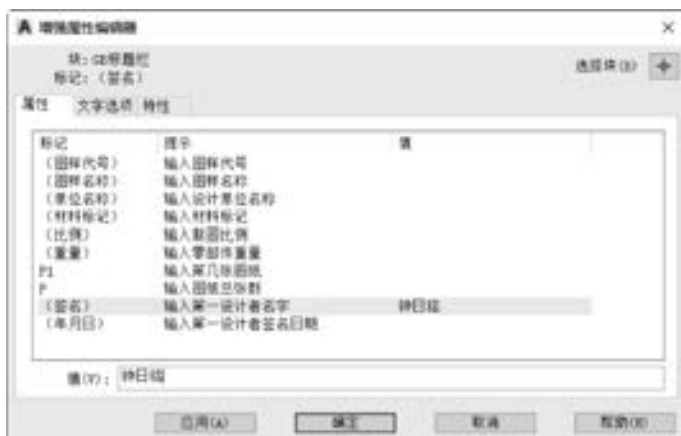 增强属性编辑器
块: GB标题栏
标记: (签名)
选择块(B)
属性 文字选项 特性
标记 提示 值
(图样代号) 输入图样代号
(图样名称) 输入图样名称
(单位名称) 输入设计单位名称
(材料标记) 输入材料标记
(比例) 输入绘图比例
(重量) 输入零部件重量
P1 输入第几张图纸
P 输入图纸总张数
(签名) 输入第一设计者名字 钟日铭
(年月日) 输入第一设计者签名日期
值(V): 钟日铭
应用(A) 确定 取消 帮助(H)